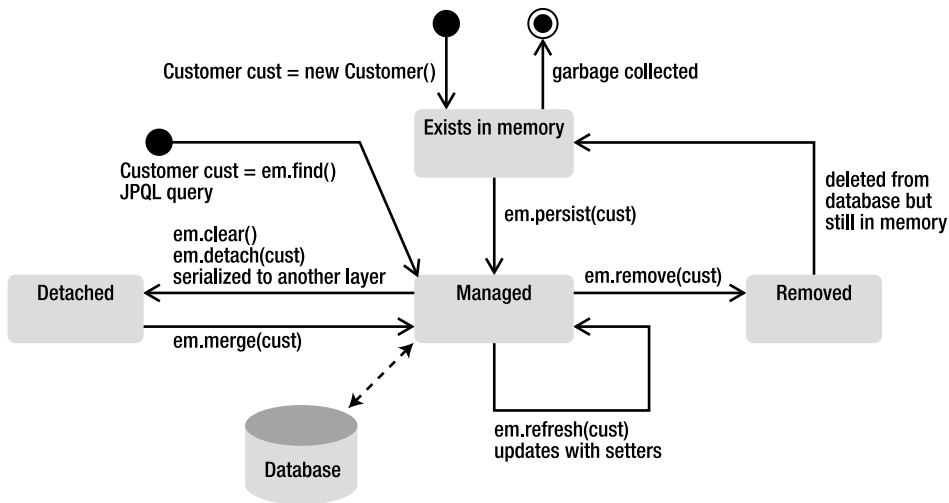 Customer cust = new Customer()
garbage collected
Exists in memory
Customer cust = em.find()
JPQL query
em.persist(cust)
deleted from
database but
still in memory
em.clear()
em.detach(cust)
serialized to another layer
Detached
Managed
em.remove(cust)
Removed
em.merge(cust)
em.refresh(cust)
updates with setters
Database